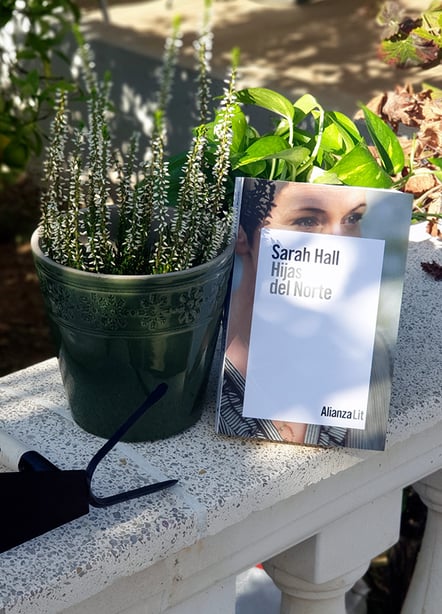 Sarah Hall
Hijas
del Norte
AlianzaLit